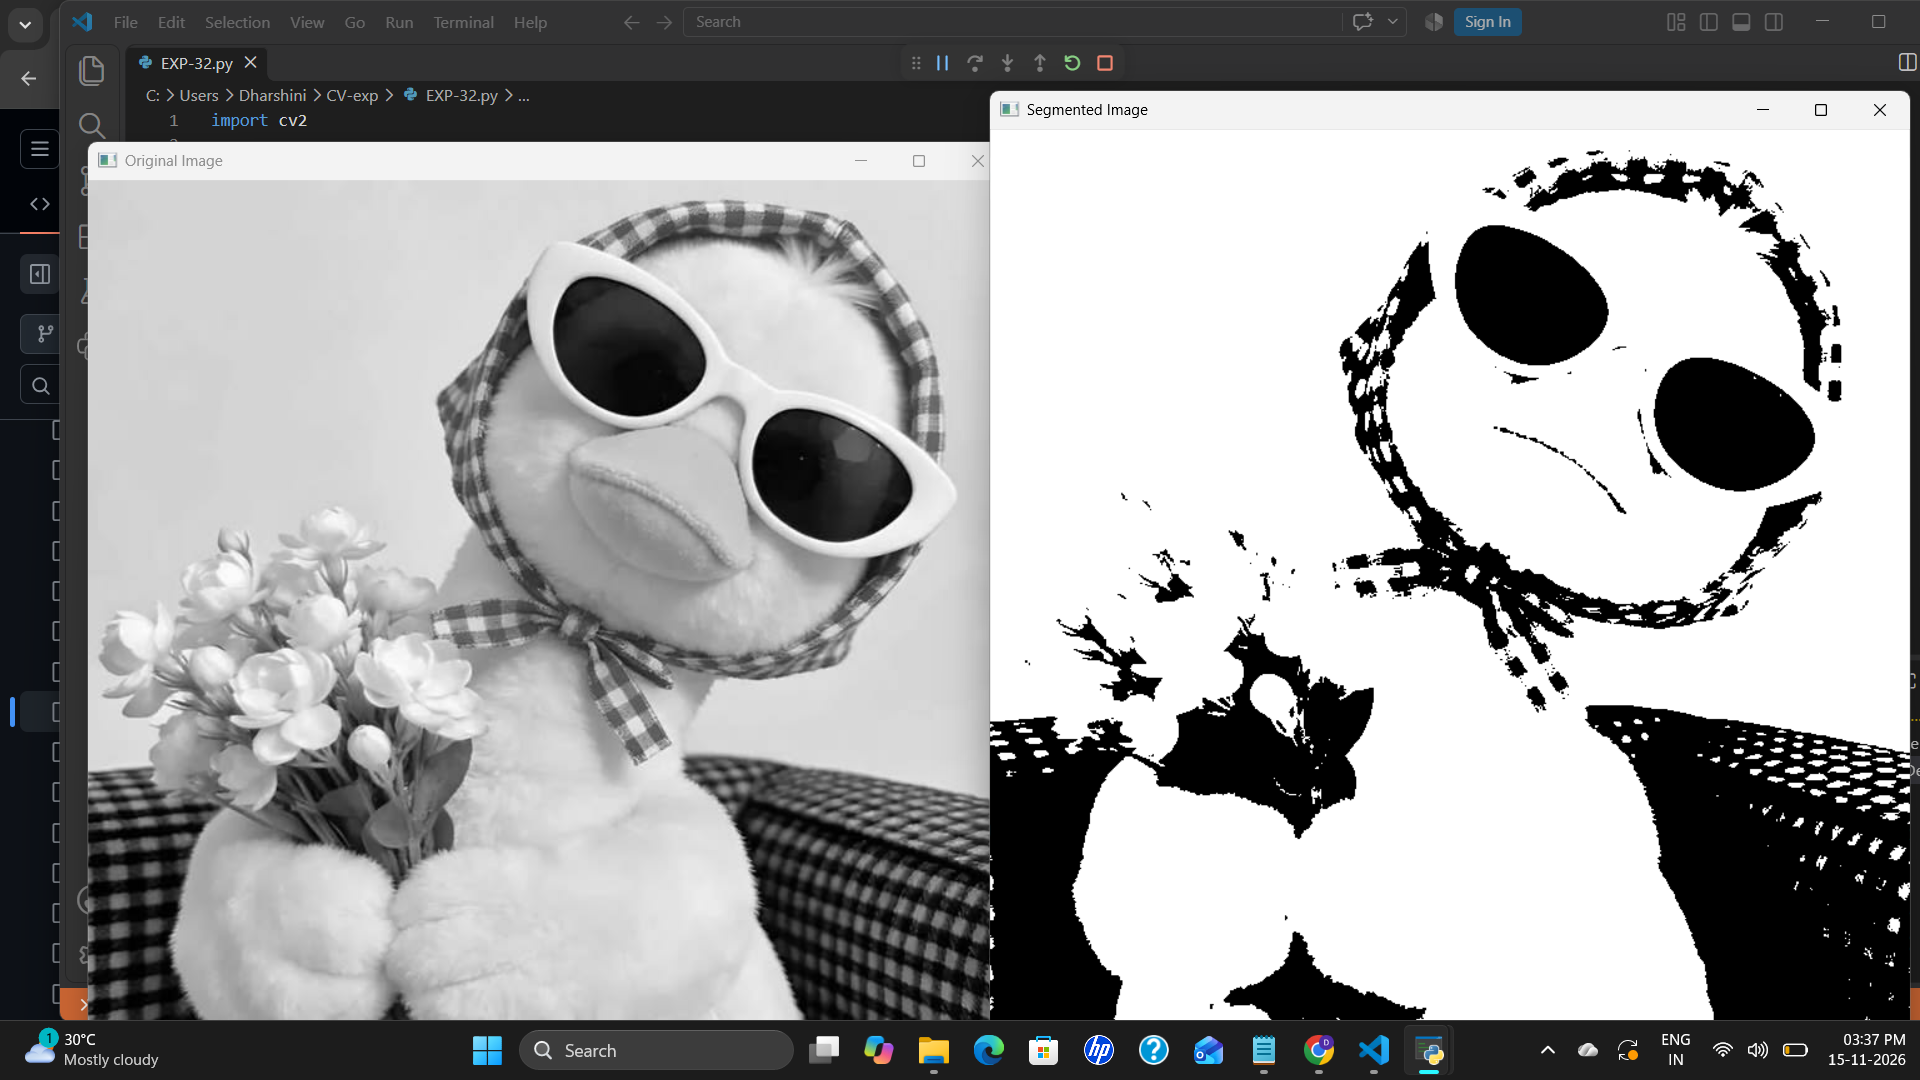 File Edit Selection View Go Run Terminal Help
Search
Sign In
EXP-32.py
C: > Users > Dharshini > CV-exp > EXP-32.py > ...
1 import cv2
Original Image
Segmented Image
1
30°C
Mostly cloudy
Search
hp
D
ENG
IN
03:37 PM
15-11-2026